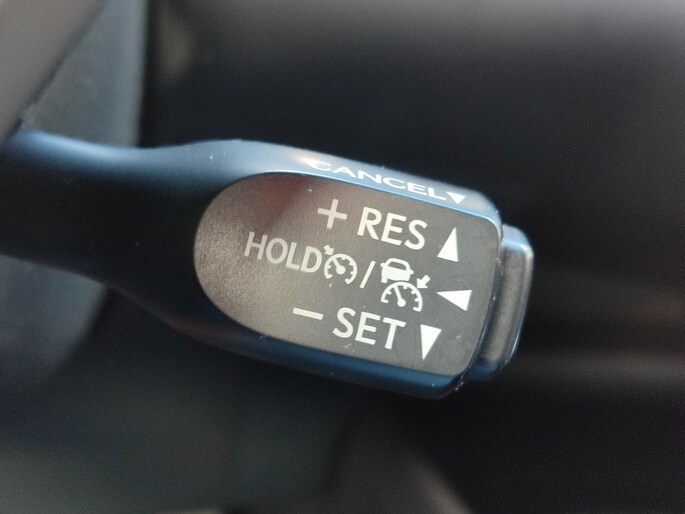 CANCEL▼
+ RES ▲
HOLD / ◀
− SET ▼